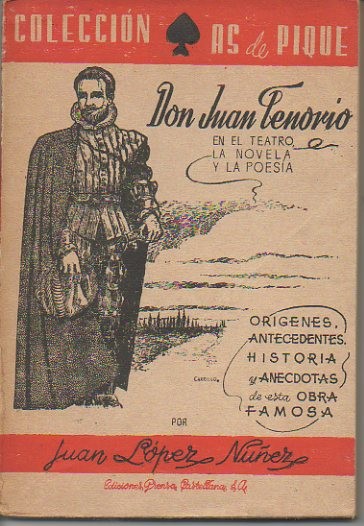 COLECCIÓN AS de PIQUE
Don Juan Tenorio
EN EL TEATRO
LA NOVELA
Y LA POESÍA
ORIGENES,
ANTECEDENTES,
HISTORIA
y ANECDOTAS
de esta OBRA
FAMOSA
POR
Juan López Nuñez
Ediciones, Prensa Castellana, S. A.